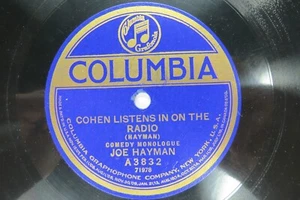 Columbia
COLUMBIA
COHEN LISTENS IN ON THE
RADIO
(HAYMAN)
COMEDY MONOLOGUE
JOE HAYMAN
A3832
71070
COLUMBIA GRAPHOPHONE COMPANY, NEW YORK, U.S.A.